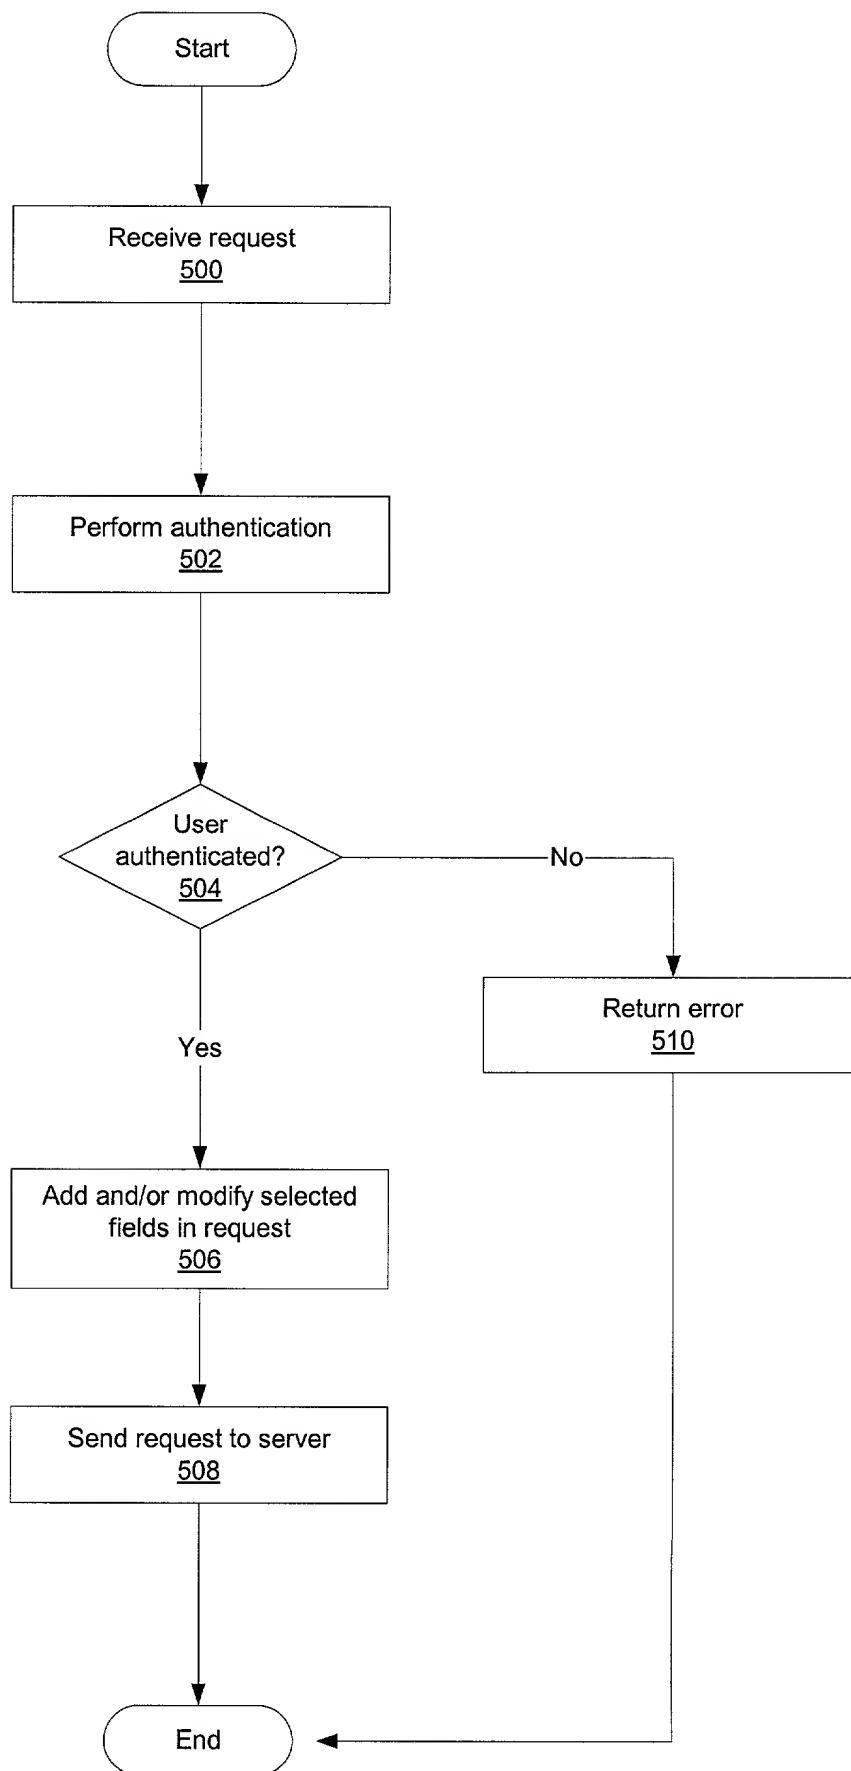 Start
Receive request
500
Perform authentication
502
User
authenticated?
504
No
Return error
510
Yes
Add and/or modify selected
fields in request
506
Send request to server
508
End